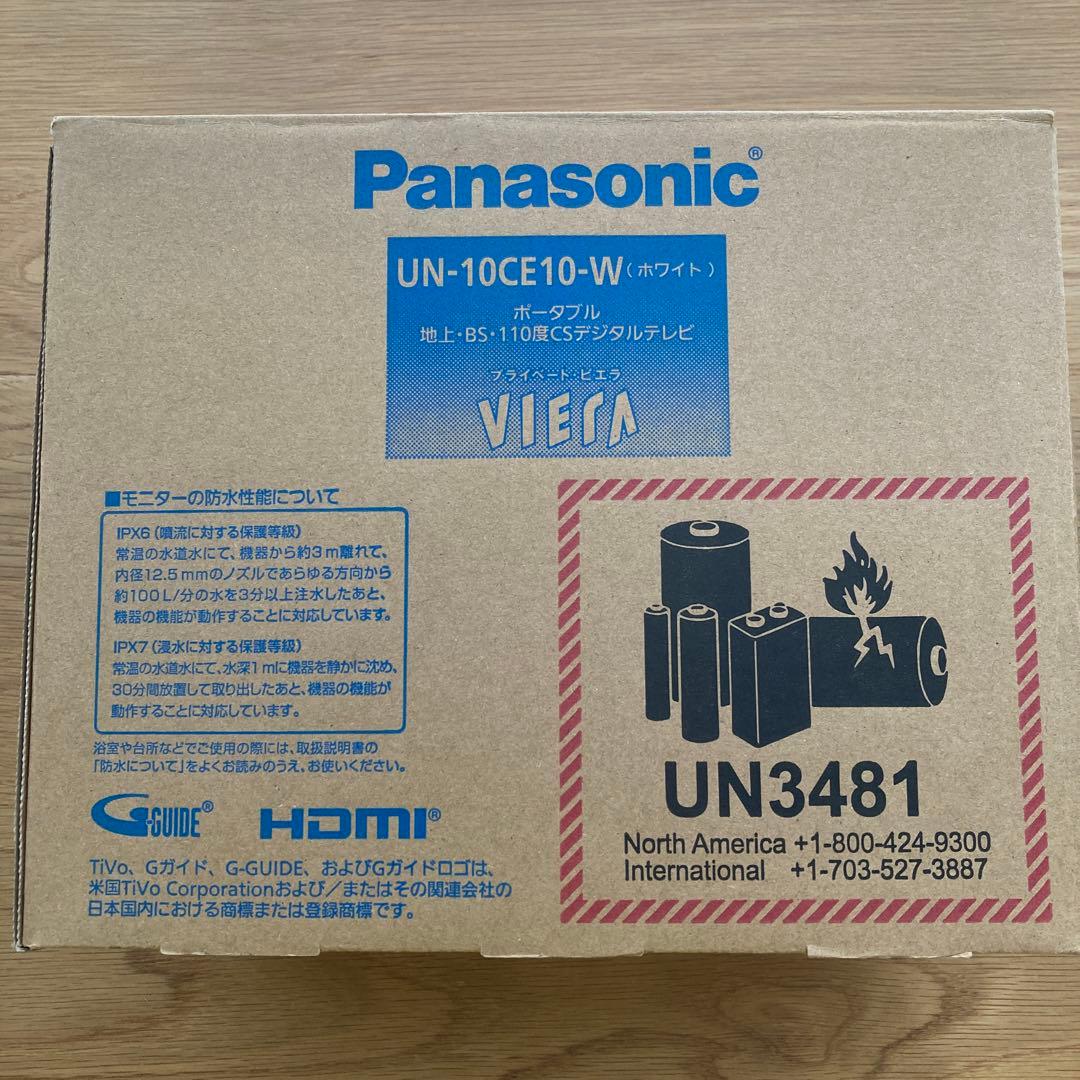 Panasonic®
UN-10CE10-W（ホワイト）
ポータブル
地上・BS・110度CSデジタルテレビ
プライベート・ビエラ
VIERA
■モニターの防水性能について
IPX6（噴流に対する保護等級）
常温の水道水にて、機器から約3m離れて、
内径12.5mmのノズルであらゆる方向から
約100L/分の水を3分以上注水したあと、
機器の機能が動作することに対応しています。
IPX7（浸水に対する保護等級）
常温の水道水にて、水深1mに機器を静かに沈め、
30分間放置して取り出したあと、機器の機能が
動作することに対応しています。
浴室や台所などでご使用の際には、取扱説明書の
「防水について」をよくお読みのうえ、お使いください。
G-GUIDE® HDMI®
TiVo、Gガイド、G-GUIDE、およびGガイドロゴは、
米国TiVo Corporationおよび／またはその関連会社の
日本国内における商標または登録商標です。
UN3481
North America +1-800-424-9300
International +1-703-527-3887